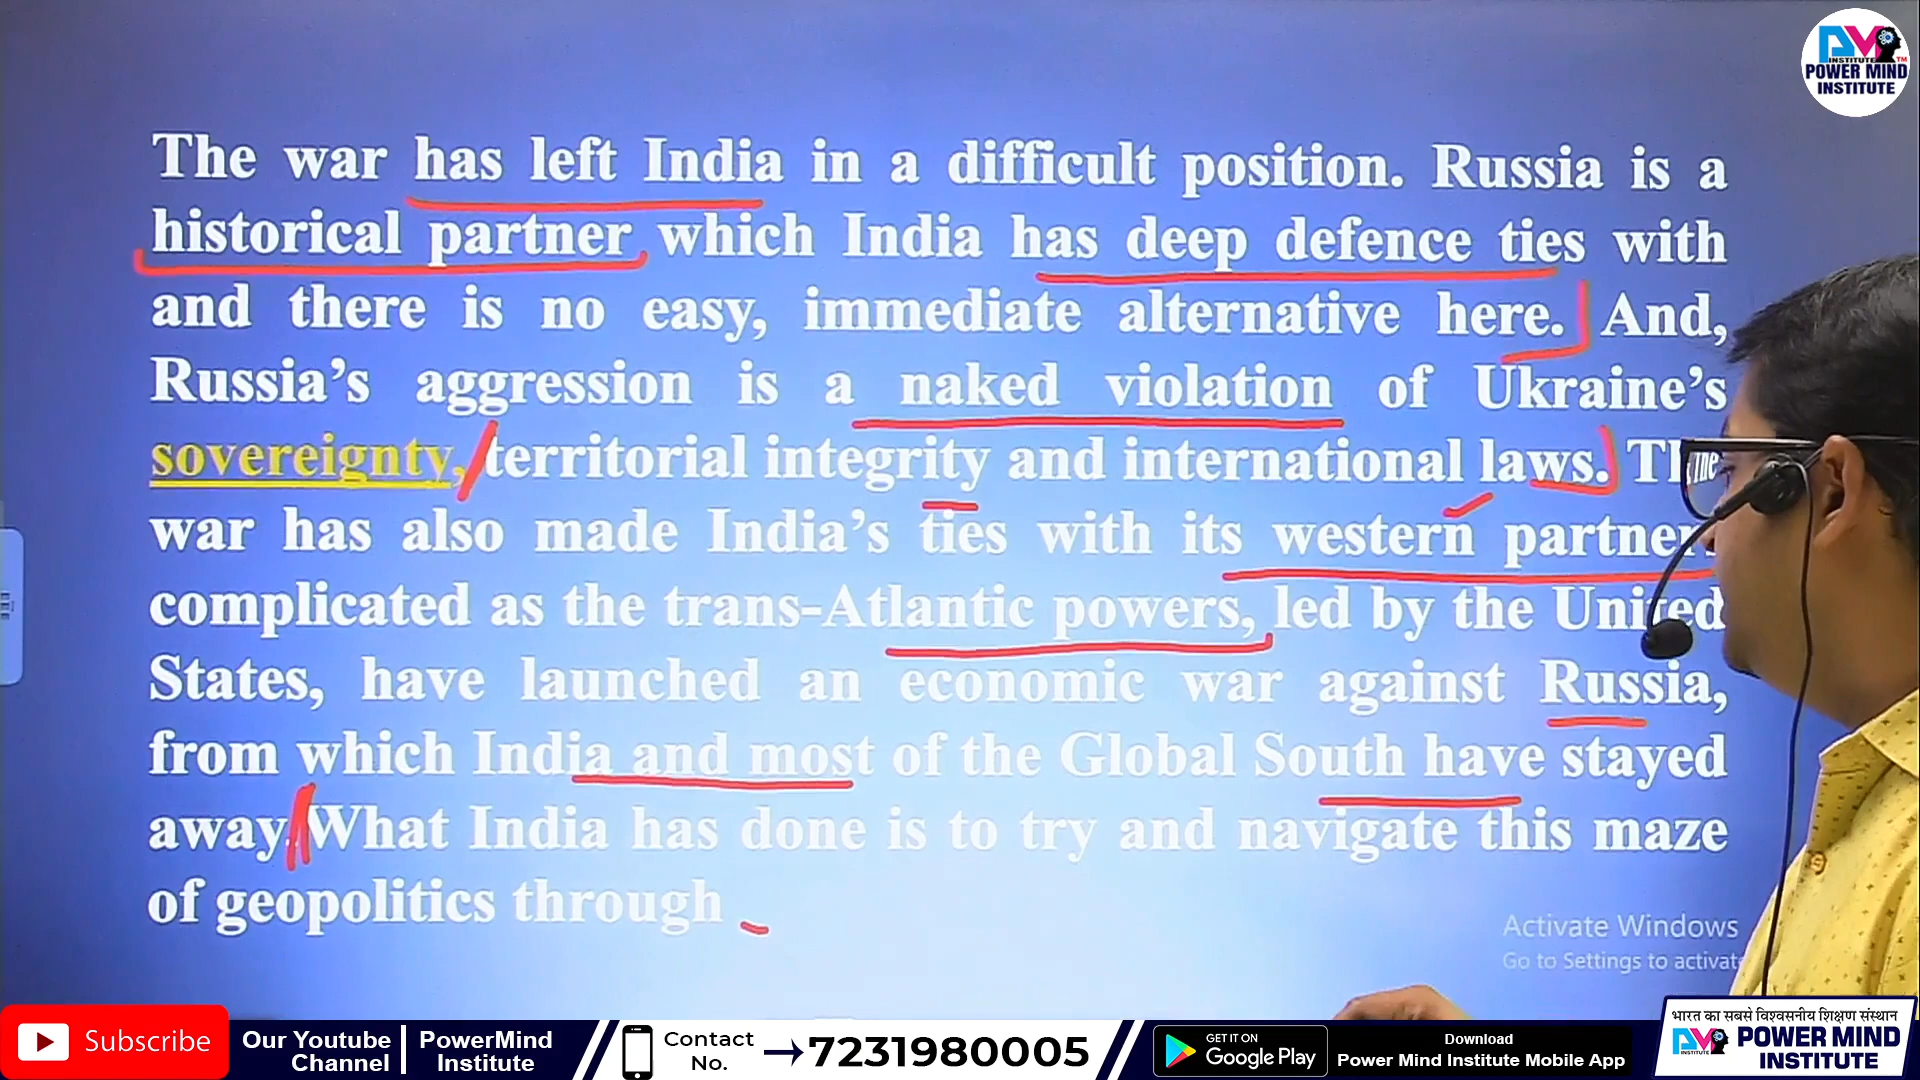 PM
INSTITUTE
TM
POWER MIND
INSTITUTE
The war has left India in a difficult position. Russia is a
historical partner which India has deep defence ties with
and there is no easy, immediate alternative here. And,
Russia’s aggression is a naked violation of Ukraine’s
sovereignty, territorial integrity and international laws. The
war has also made India’s ties with its western partners
complicated as the trans-Atlantic powers, led by the United
States, have launched an economic war against Russia,
from which India and most of the Global South have stayed
away. What India has done is to try and navigate this maze
of geopolitics through
Activate Windows
Go to Settings to activate
Subscribe
Our Youtube
Channel
PowerMind
Institute
Contact
No.
7231980005
GET IT ON
Google Play
Download
Power Mind Institute Mobile App
भारत का सबसे विश्वसनीय शिक्षण संस्थान
PM
INSTITUTE
POWER MIND
INSTITUTE